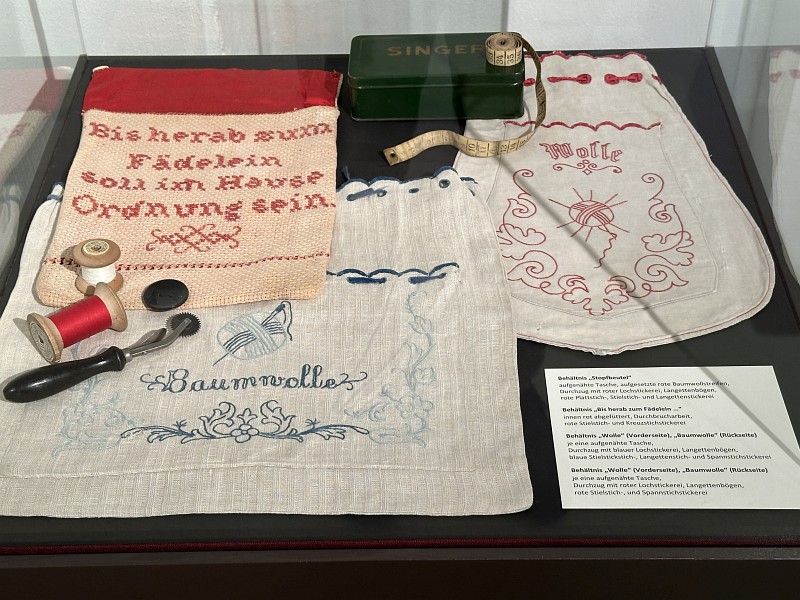 SINGER
34 35
Bis herab zum
Fädelein
soll im Hause
Ordnung sein.
Wolle
Baumwolle
Behältnis „Stopfbeutel"
aufgenähte Tasche, aufgesetzte rote Baumwollstreifen,
Durchzug mit roter Lochstickerei, Langettenbögen,
rote Plattstich-, Stielstich- und Langettenstickerei
Behältnis „Bis herab zum Fädelein ..."
innen rot abgefüttert, Durchbrucharbeit,
rote Stielstich- und Kreuzstichstickerei
Behältnis „Wolle" (Vorderseite), „Baumwolle" (Rückseite)
je eine aufgenähte Tasche,
Durchzug mit blauer Lochstickerei, Langettenbögen,
blaue Stielstickstich-, Langettenstich- und Spannstichstickerei
Behältnis „Wolle" (Vorderseite), „Baumwolle" (Rückseite)
je eine aufgenähte Tasche,
Durchzug mit roter Lochstickerei, Langettenbögen,
rote Stielstich-, und Spannstichstickerei